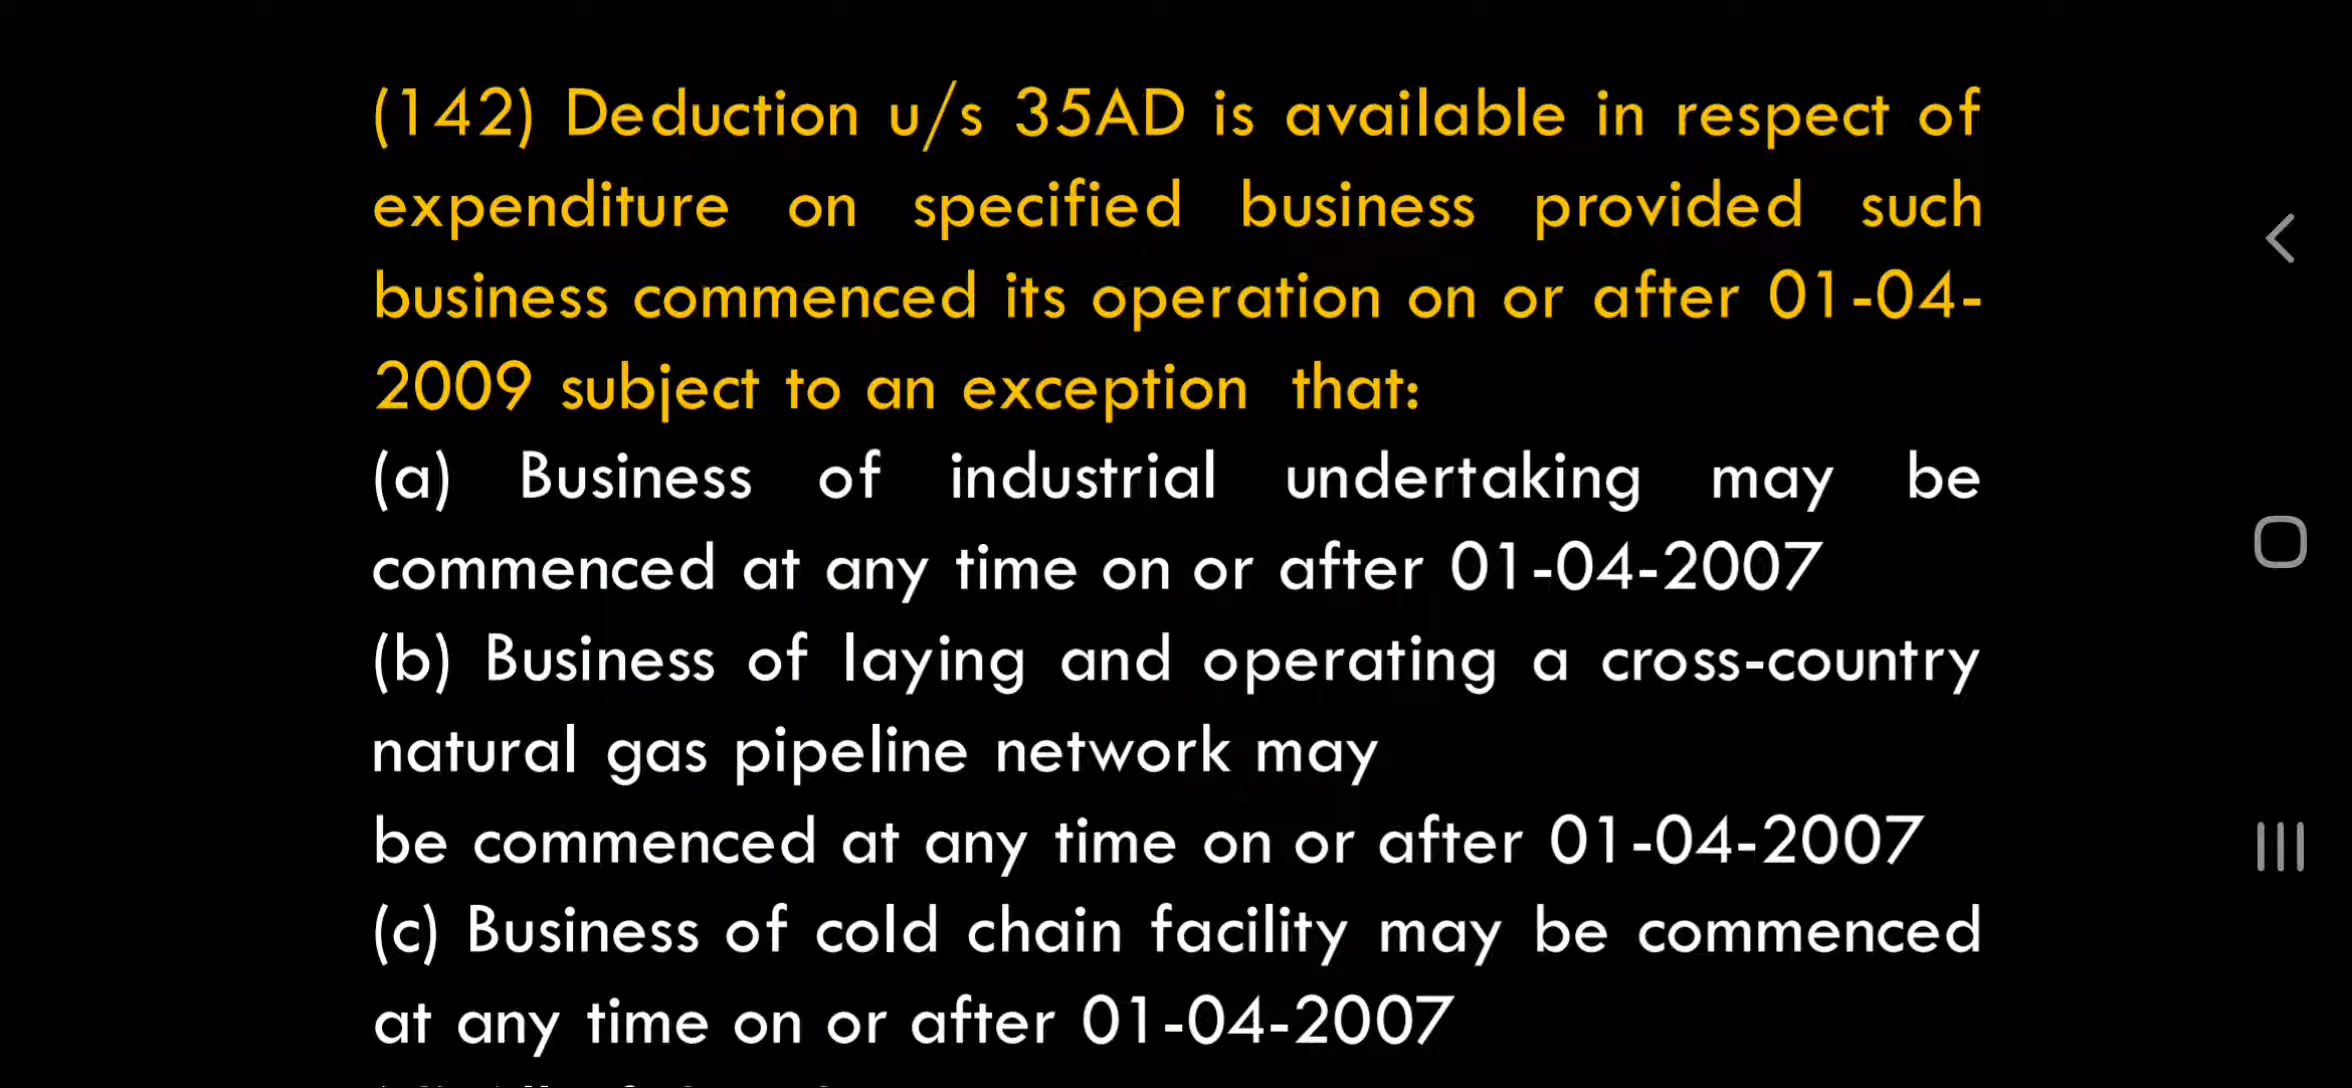 (142) Deduction u/s 35AD is available in respect of
expenditure on specified business provided such
business commenced its operation on or after 01-04-
2009 subject to an exception that:
(a) Business of industrial undertaking may be
commenced at any time on or after 01-04-2007
(b) Business of laying and operating a cross-country
natural gas pipeline network may
be commenced at any time on or after 01-04-2007
(c) Business of cold chain facility may be commenced
at any time on or after 01-04-2007